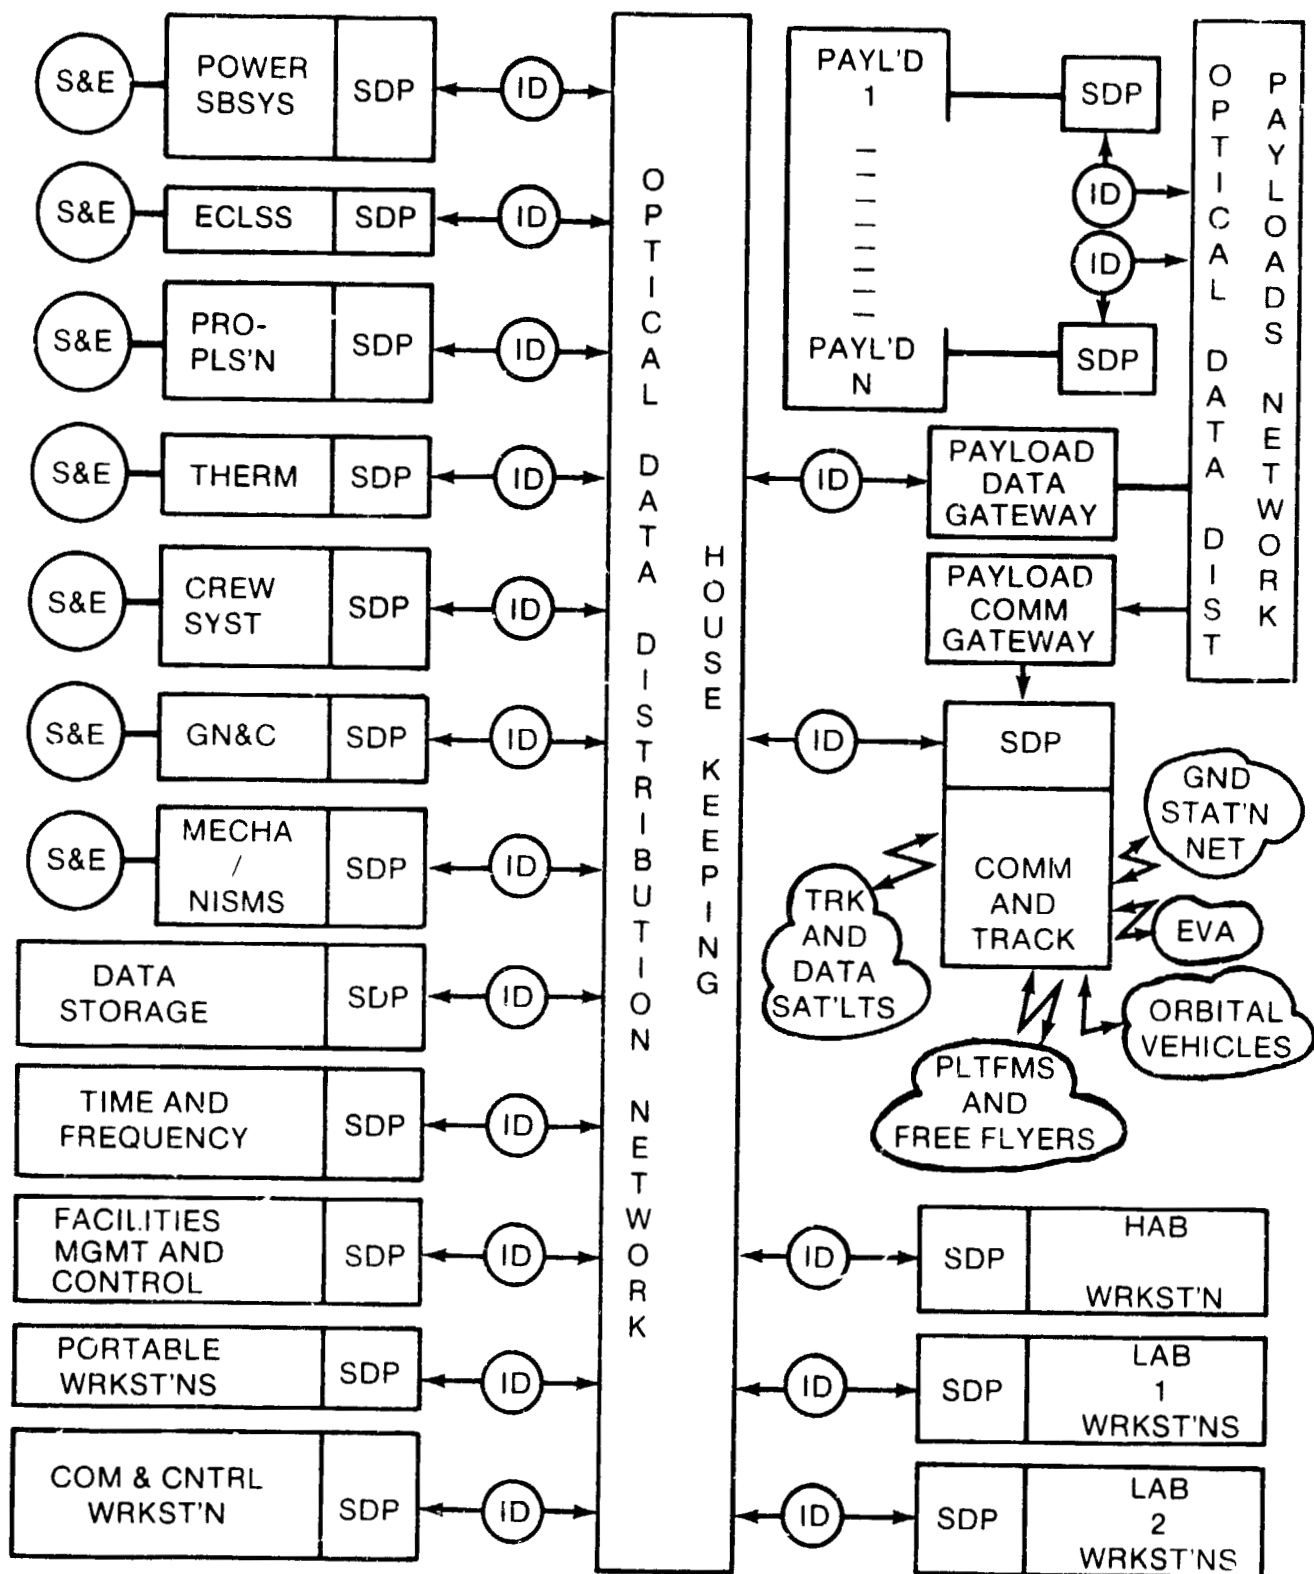 S&E
POWER
SBSYS
SDP
ID
S&E
ECLSS
SDP
ID
S&E
PRO-
PLS'N
SDP
ID
S&E
THERM
SDP
ID
S&E
CREW
SYST
SDP
ID
S&E
GN&C
SDP
ID
S&E
MECHA
/
NISMS
SDP
ID
DATA
STORAGE
SDP
ID
TIME AND
FREQUENCY
SDP
ID
FACILITIES
MGMT AND
CONTROL
SDP
ID
PORTABLE
WRKST'NS
SDP
ID
COM & CNTRL
WRKST'N
SDP
ID
OPTICAL DATA DISTRIBUTION NETWORK
HOUSE KEEPING
PAYL'D
1
PAYL'D
N
SDP
ID
ID
SDP
OPTICAL DATA DIST
PAYLOADS NETWORK
ID
PAYLOAD
DATA
GATEWAY
PAYLOAD
COMM
GATEWAY
ID
SDP
COMM
AND
TRACK
GND
STAT'N
NET
EVA
ORBITAL
VEHICLES
TRK
AND
DATA
SAT'LTS
PLTFMS
AND
FREE FLYERS
ID
SDP
HAB
WRKST'N
ID
SDP
LAB
1
WRKST'NS
ID
SDP
LAB
2
WRKST'NS